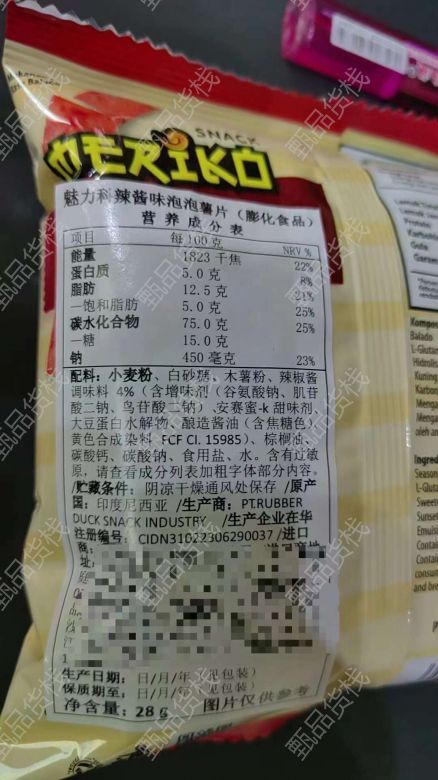 SNACK
MERIKO
魅力科辣酱味泡泡薯片（膨化食品）
营养成分表
项目 每100克 NRV%
能量 1823千焦 22%
蛋白质 5.0克 8%
脂肪 12.5克 21%
—饱和脂肪 5.0克 25%
碳水化合物 75.0克 25%
—糖 15.0克
钠 450毫克 23%
配料：小麦粉、白砂糖、木薯粉、辣椒酱
调味料 4%（含增味剂（谷氨酸钠、肌苷
酸二钠、鸟苷酸二钠）、安赛蜜-k 甜味剂、
大豆蛋白水解物、酿造酱油（含焦糖色）、
黄色合成染料 FCF CI. 15985）、棕榈油、
碳酸钙、碳酸钠、食用盐、水。含有过敏
原，请查看成分列表加粗字体部分内容。
/贮藏条件：阴凉干燥通风处保存 /原产
国：印度尼西亚 /生产商：PT.RUBBER
DUCK SNACK INDUSTRY /生产企业在华
注册编号：CIDN31022306290037 /进口
商：
址：
生产日期：日/月/年（见包装）
保质期至：日/月/年（见包装）
净含量：28g
图片仅供参考
甄品货栈